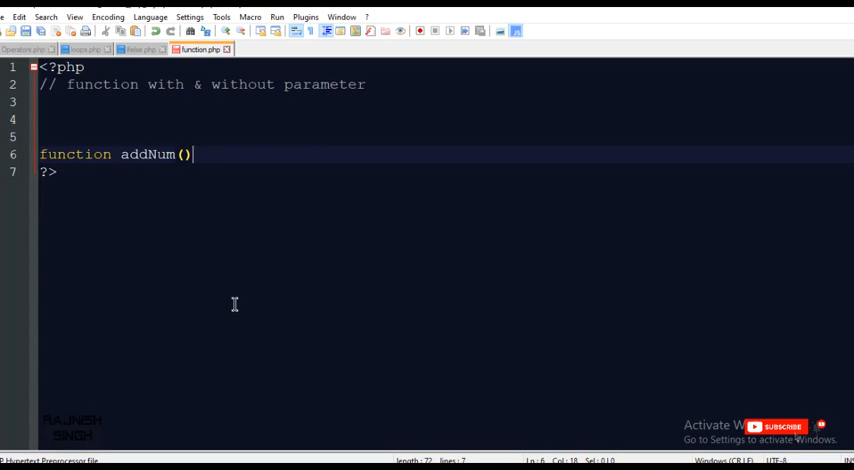 Edit Search View Encoding Language Settings Tools Macro Run Plugins Window ?
Operators.php loops.php ifelse.php function.php
1 <?php
2 // function with & without parameter
3
4
5
6 function addNum()
7 ?>
RAJNISH
SINGH
Activate W
SUBSCRIBE
Go to Settings to activate Windows.
P Hypertext Preprocessor file length : 72 lines : 7 Ln : 6 Col : 18 Sel : 0 | 0 Windows (CR LF) UTF-8 INS